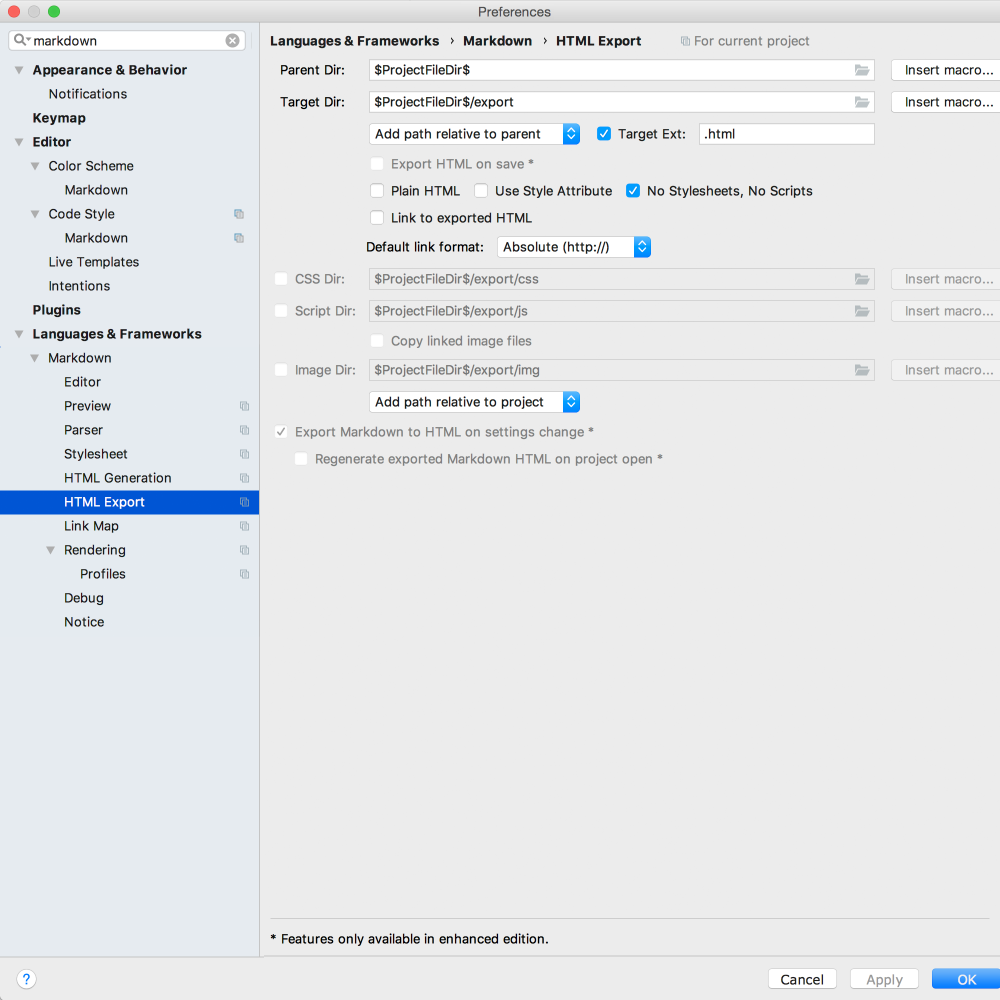 Preferences
markdown
Appearance & Behavior
Notifications
Keymap
Editor
Color Scheme
Markdown
Code Style
Markdown
Live Templates
Intentions
Plugins
Languages & Frameworks
Markdown
Editor
Preview
Parser
Stylesheet
HTML Generation
HTML Export
Link Map
Rendering
Profiles
Debug
Notice
Languages & Frameworks › Markdown › HTML Export For current project
Parent Dir: $ProjectFileDir$ Insert macro...
Target Dir: $ProjectFileDir$/export Insert macro...
Add path relative to parent Target Ext: .html
Export HTML on save *
Plain HTML Use Style Attribute No Stylesheets, No Scripts
Link to exported HTML
Default link format: Absolute (http://)
CSS Dir: $ProjectFileDir$/export/css Insert macro...
Script Dir: $ProjectFileDir$/export/js Insert macro...
Copy linked image files
Image Dir: $ProjectFileDir$/export/img Insert macro...
Add path relative to project
Export Markdown to HTML on settings change *
Regenerate exported Markdown HTML on project open *
* Features only available in enhanced edition.
? Cancel Apply OK